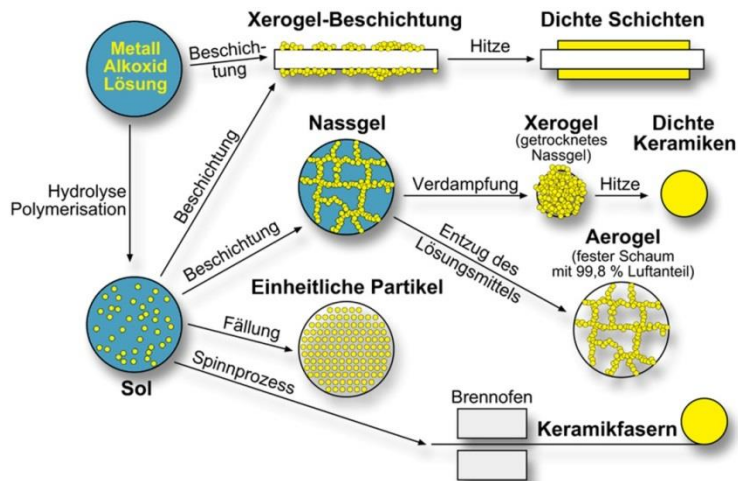 Metall
Alkoxid
Lösung
Beschich-
tung
Xerogel-Beschichtung
Hitze
Dichte Schichten
Hydrolyse
Polymerisation
Beschichtung
Nassgel
Verdampfung
Xerogel
(getrocknetes
Nassgel)
Hitze
Dichte
Keramiken
Beschichtung
Entzug des
Lösungsmittels
Aerogel
(fester Schaum
mit 99,8 % Luftanteil)
Einheitliche Partikel
Fällung
Sol
Spinnprozess
Brennofen
Keramikfasern